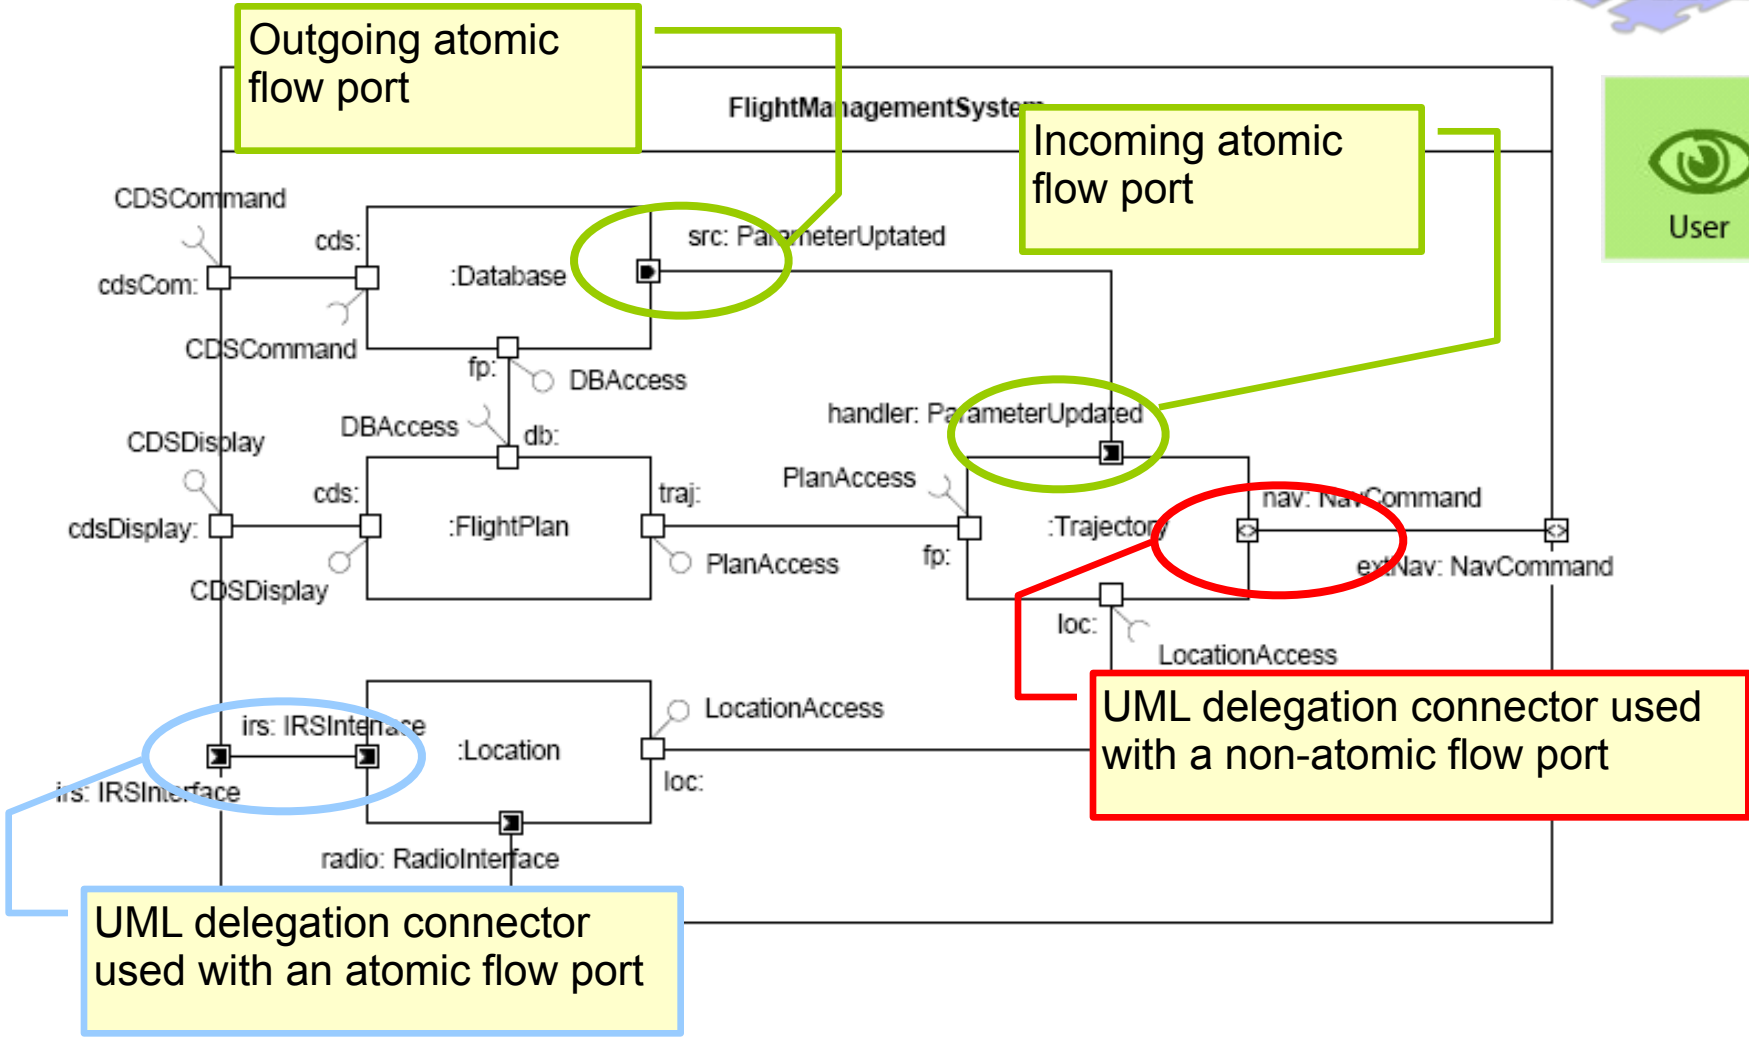 Outgoing atomic
flow port
FlightManagementSystem
Incoming atomic
flow port
User
CDSCommand
cds:
src: ParameterUptated
cdsCom:
:Database
CDSCommand
fp:
DBAccess
handler: ParameterUpdated
DBAccess
db:
CDSDisplay
PlanAccess
cds:
traj:
nav: NavCommand
cdsDisplay:
:FlightPlan
:Trajectory
fp:
PlanAccess
extNav: NavCommand
CDSDisplay
loc:
LocationAccess
LocationAccess
irs: IRSInterface
:Location
UML delegation connector used
with a non-atomic flow port
loc:
irs: IRSInterface
radio: RadioInterface
UML delegation connector
used with an atomic flow port